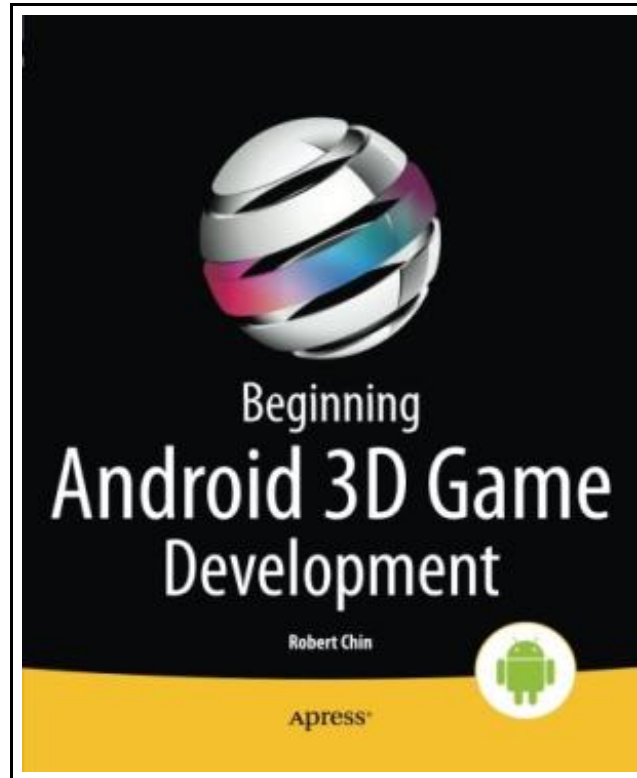 Beginning
Android 3D Game
Development
Robert Chin
Apress®